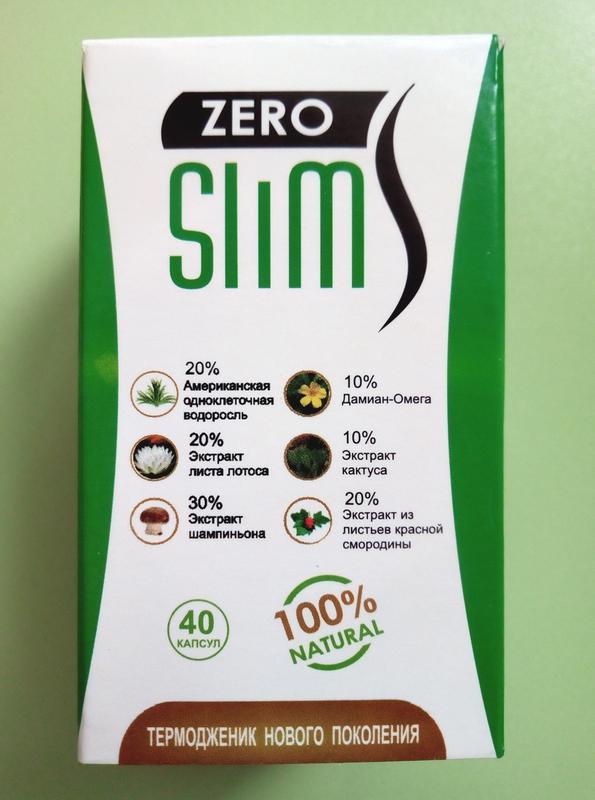 ZERO
Slim
20%
Американская
одноклеточная
водоросль
10%
Дамиан-Омега
20%
Экстракт
листа лотоса
10%
Экстракт
кактуса
30%
Экстракт
шампиньона
20%
Экстракт из
листьев красной
смородины
40
КАПСУЛ
100%
NATURAL
ТЕРМОДЖЕНИК НОВОГО ПОКОЛЕНИЯ